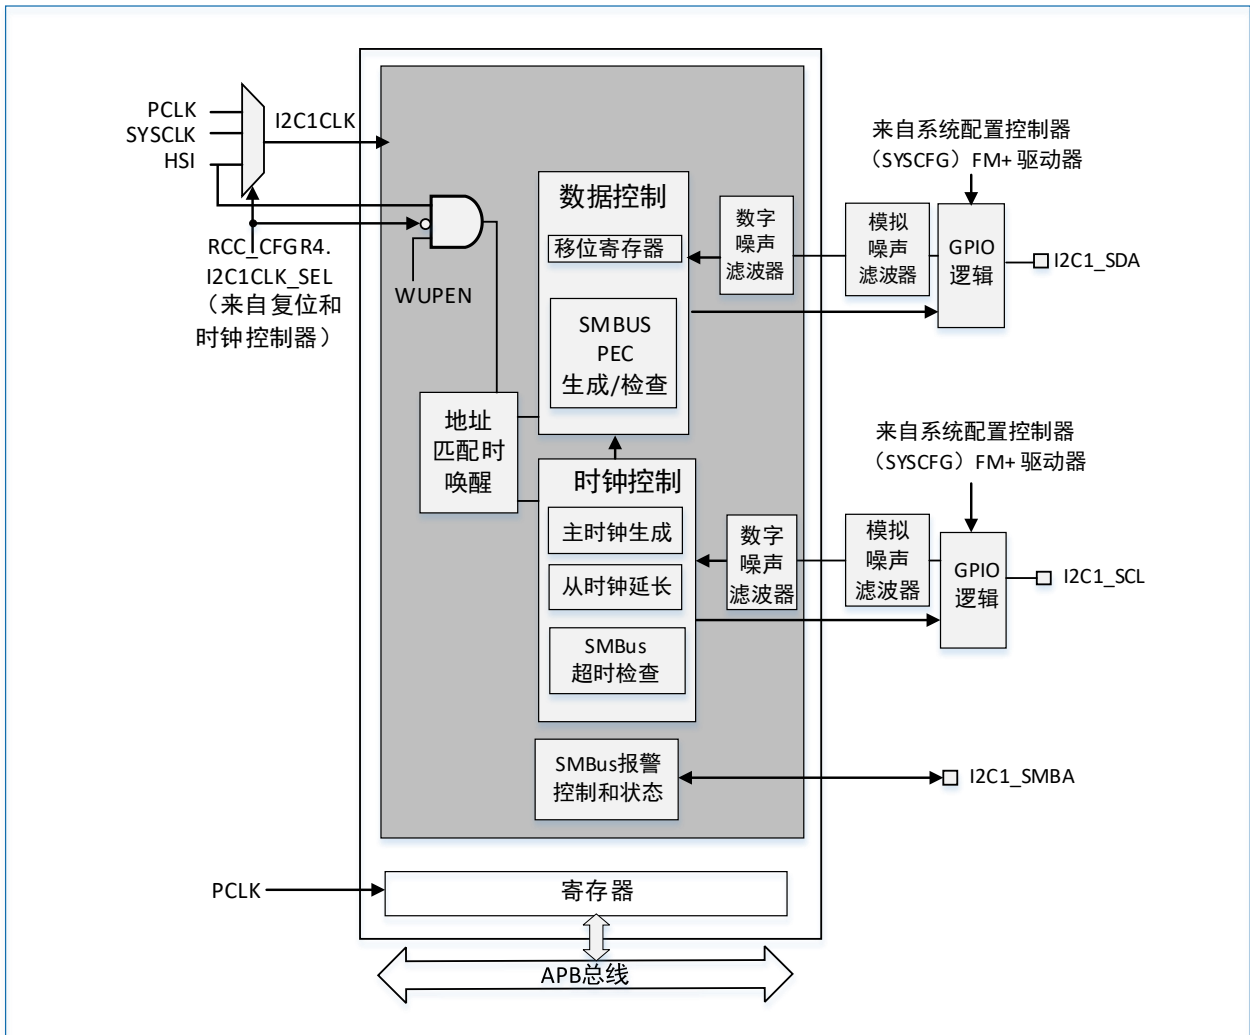 PCLK
SYSCLK
HSI
I2C1CLK
RCC_CFGR4.
I2C1CLK_SEL
（来自复位和
时钟控制器）
WUPEN
数据控制
移位寄存器
SMBUS
PEC
生成/检查
数字
噪声
滤波器
模拟
噪声
滤波器
来自系统配置控制器
（SYSCFG）FM+ 驱动器
GPIO
逻辑
I2C1_SDA
地址
匹配时
唤醒
时钟控制
主时钟生成
从时钟延长
SMBus
超时检查
数字
噪声
滤波器
模拟
噪声
滤波器
来自系统配置控制器
（SYSCFG）FM+ 驱动器
GPIO
逻辑
I2C1_SCL
SMBus报警
控制和状态
I2C1_SMBA
PCLK
寄存器
APB总线